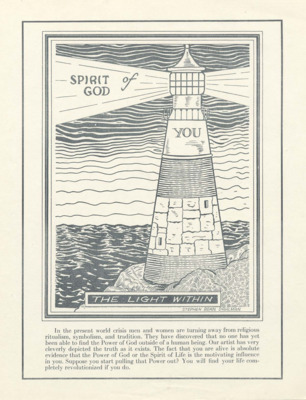 SPIRIT of
GOD
YOU
THE LIGHT WITHIN
In the present world crisis men and women are turning away from religious
ritualism, symbolism, and tradition. They have discovered that no one has yet
been able to find the Power of God outside of a human being. Our artist has very
cleverly depicted the truth as it exists. The fact that you are alive is absolute
evidence that the Power of God or the Spirit of Life is the motivating influence
in you. Suppose you start pulling that Power out? You will find your life com-
pletely revolutionized if you do.